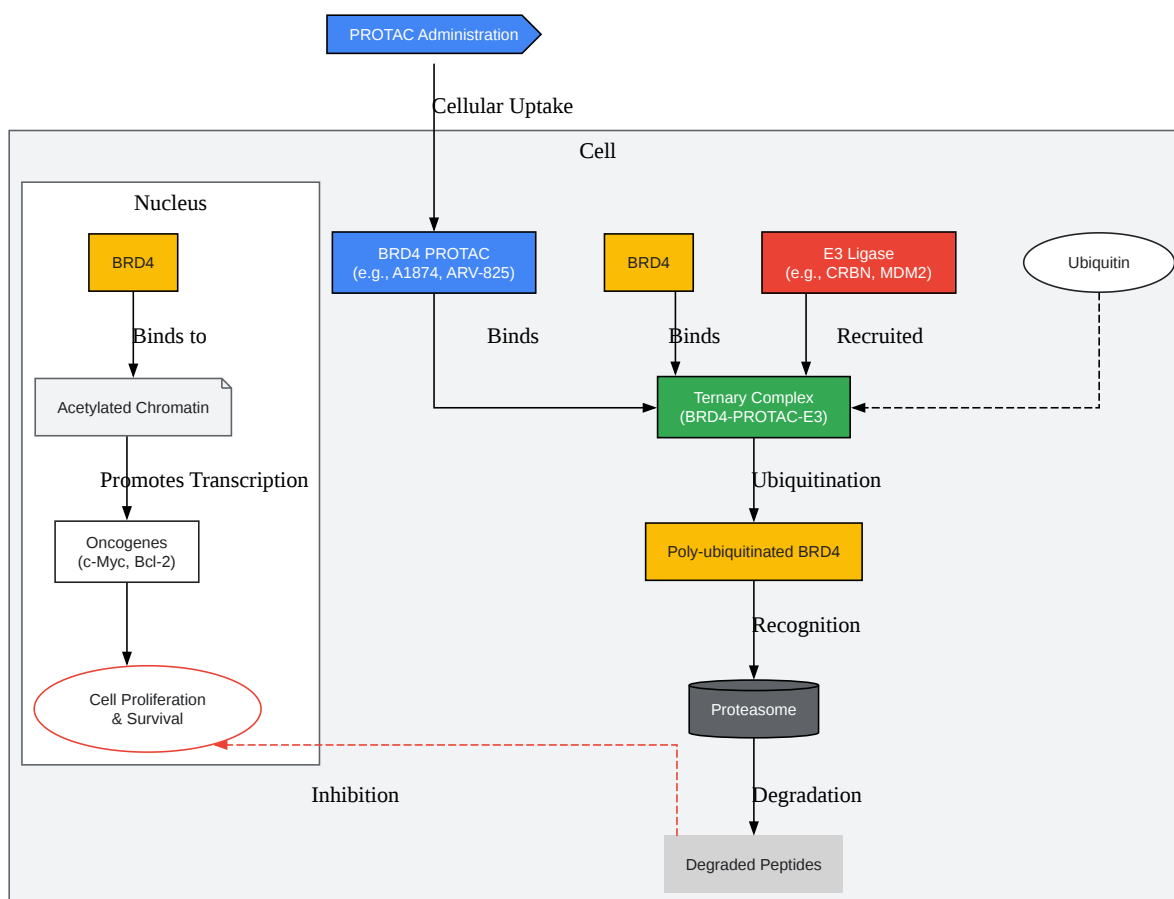 PROTAC Administration
Cellular Uptake
Cell
Nucleus
BRD4
BRD4 PROTAC
(e.g., A1874, ARV-825)
BRD4
E3 Ligase
(e.g., CRBN, MDM2)
Ubiquitin
Binds to
Binds
Binds
Recruited
Acetylated Chromatin
Ternary Complex
(BRD4-PROTAC-E3)
Promotes Transcription
Ubiquitination
Oncogenes
(c-Myc, Bcl-2)
Poly-ubiquitinated BRD4
Recognition
Cell Proliferation
& Survival
Proteasome
Inhibition
Degradation
Degraded Peptides